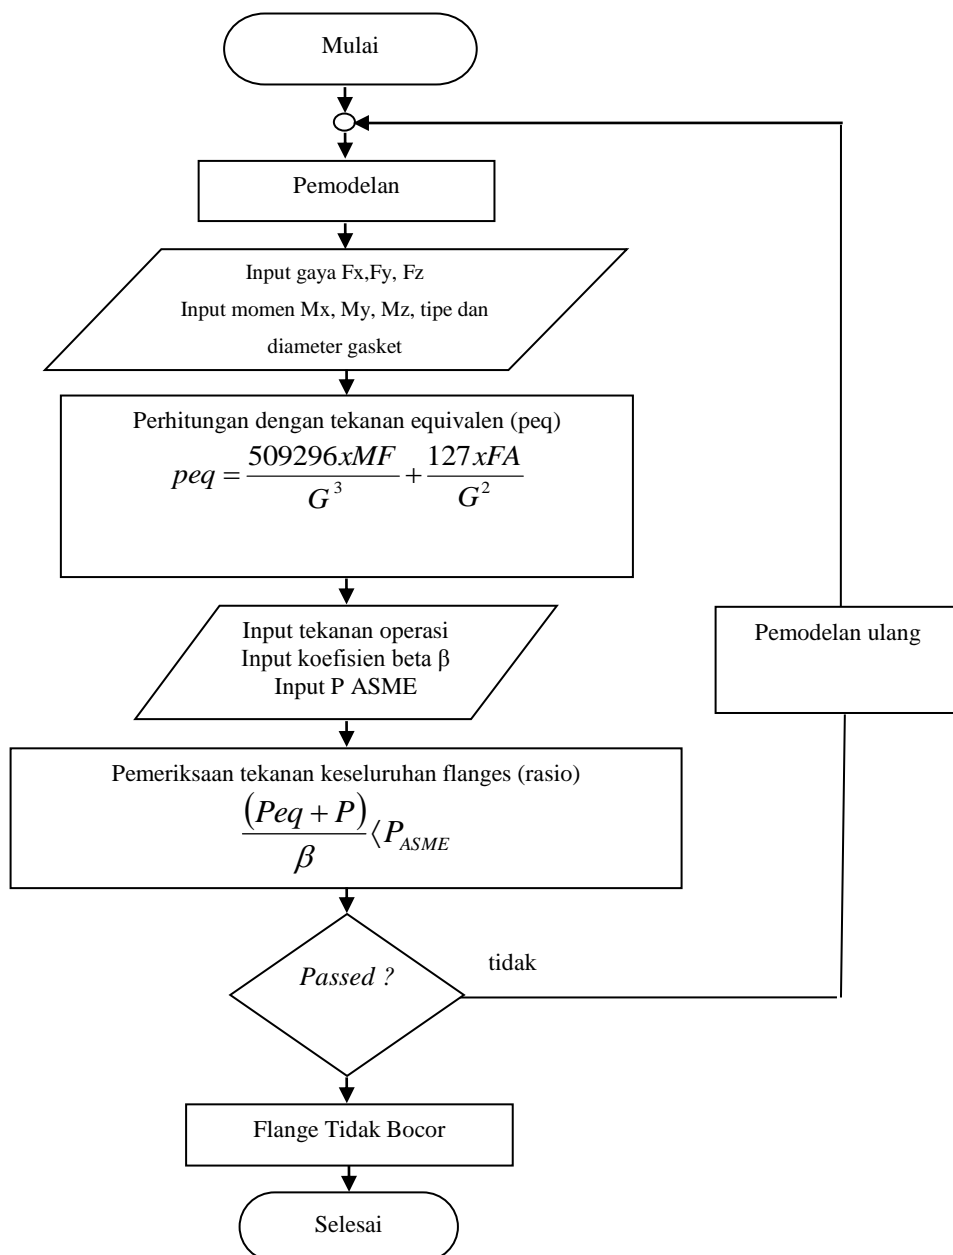 Mulai
Pemodelan
Input gaya Fx,Fy, Fz
Input momen Mx, My, Mz, tipe dan
diameter gasket
Perhitungan dengan tekanan equivalen (peq)
peq = 509296xMF / G³ + 127xFA / G²
Input tekanan operasi
Input koefisien beta β
Input P ASME
Pemodelan ulang
Pemeriksaan tekanan keseluruhan flanges (rasio)
(Peq + P) / β ⟨ P_ASME
Passed ?
tidak
Flange Tidak Bocor
Selesai